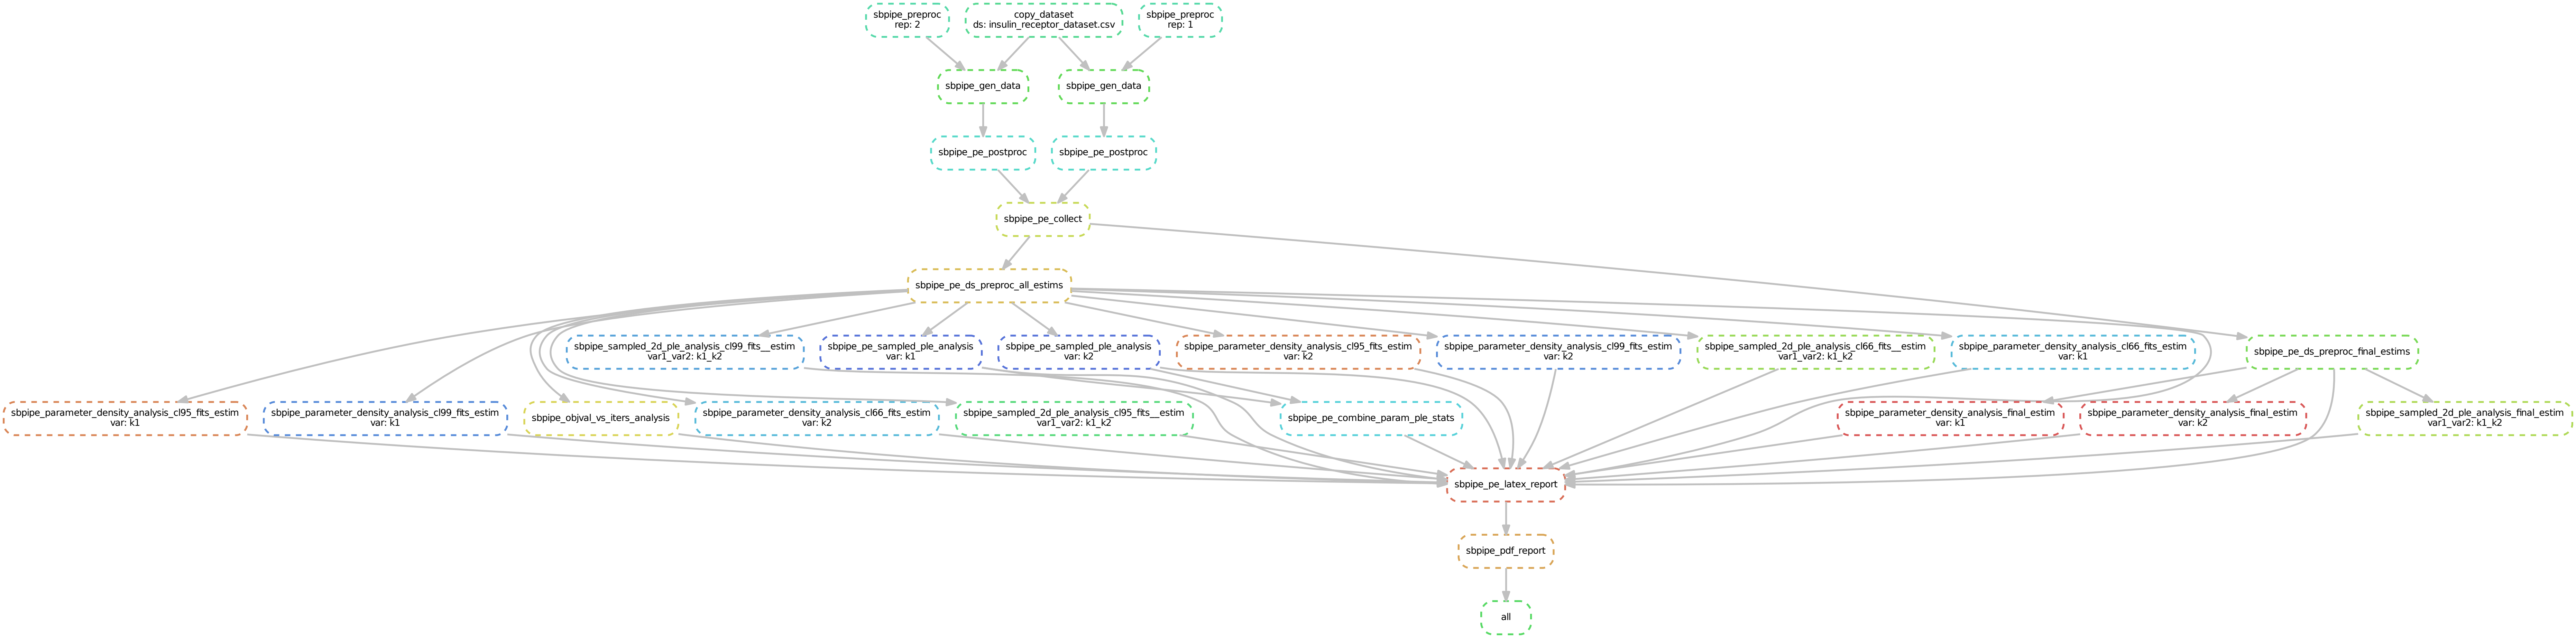 sbpipe_preproc
rep: 2
copy_dataset
ds: insulin_receptor_dataset.csv
sbpipe_preproc
rep: 1
sbpipe_gen_data
sbpipe_gen_data
sbpipe_pe_postproc
sbpipe_pe_postproc
sbpipe_pe_collect
sbpipe_pe_ds_preproc_all_estims
sbpipe_sampled_2d_ple_analysis_cl99_fits__estim
var1_var2: k1_k2
sbpipe_pe_sampled_ple_analysis
var: k1
sbpipe_pe_sampled_ple_analysis
var: k2
sbpipe_parameter_density_analysis_cl95_fits_estim
var: k2
sbpipe_parameter_density_analysis_cl99_fits_estim
var: k2
sbpipe_sampled_2d_ple_analysis_cl66_fits__estim
var1_var2: k1_k2
sbpipe_parameter_density_analysis_cl66_fits_estim
var: k1
sbpipe_pe_ds_preproc_final_estims
sbpipe_parameter_density_analysis_cl95_fits_estim
var: k1
sbpipe_parameter_density_analysis_cl99_fits_estim
var: k1
sbpipe_objval_vs_iters_analysis
sbpipe_parameter_density_analysis_cl66_fits_estim
var: k2
sbpipe_sampled_2d_ple_analysis_cl95_fits__estim
var1_var2: k1_k2
sbpipe_pe_combine_param_ple_stats
sbpipe_parameter_density_analysis_final_estim
var: k1
sbpipe_parameter_density_analysis_final_estim
var: k2
sbpipe_sampled_2d_ple_analysis_final_estim
var1_var2: k1_k2
sbpipe_pe_latex_report
sbpipe_pdf_report
all